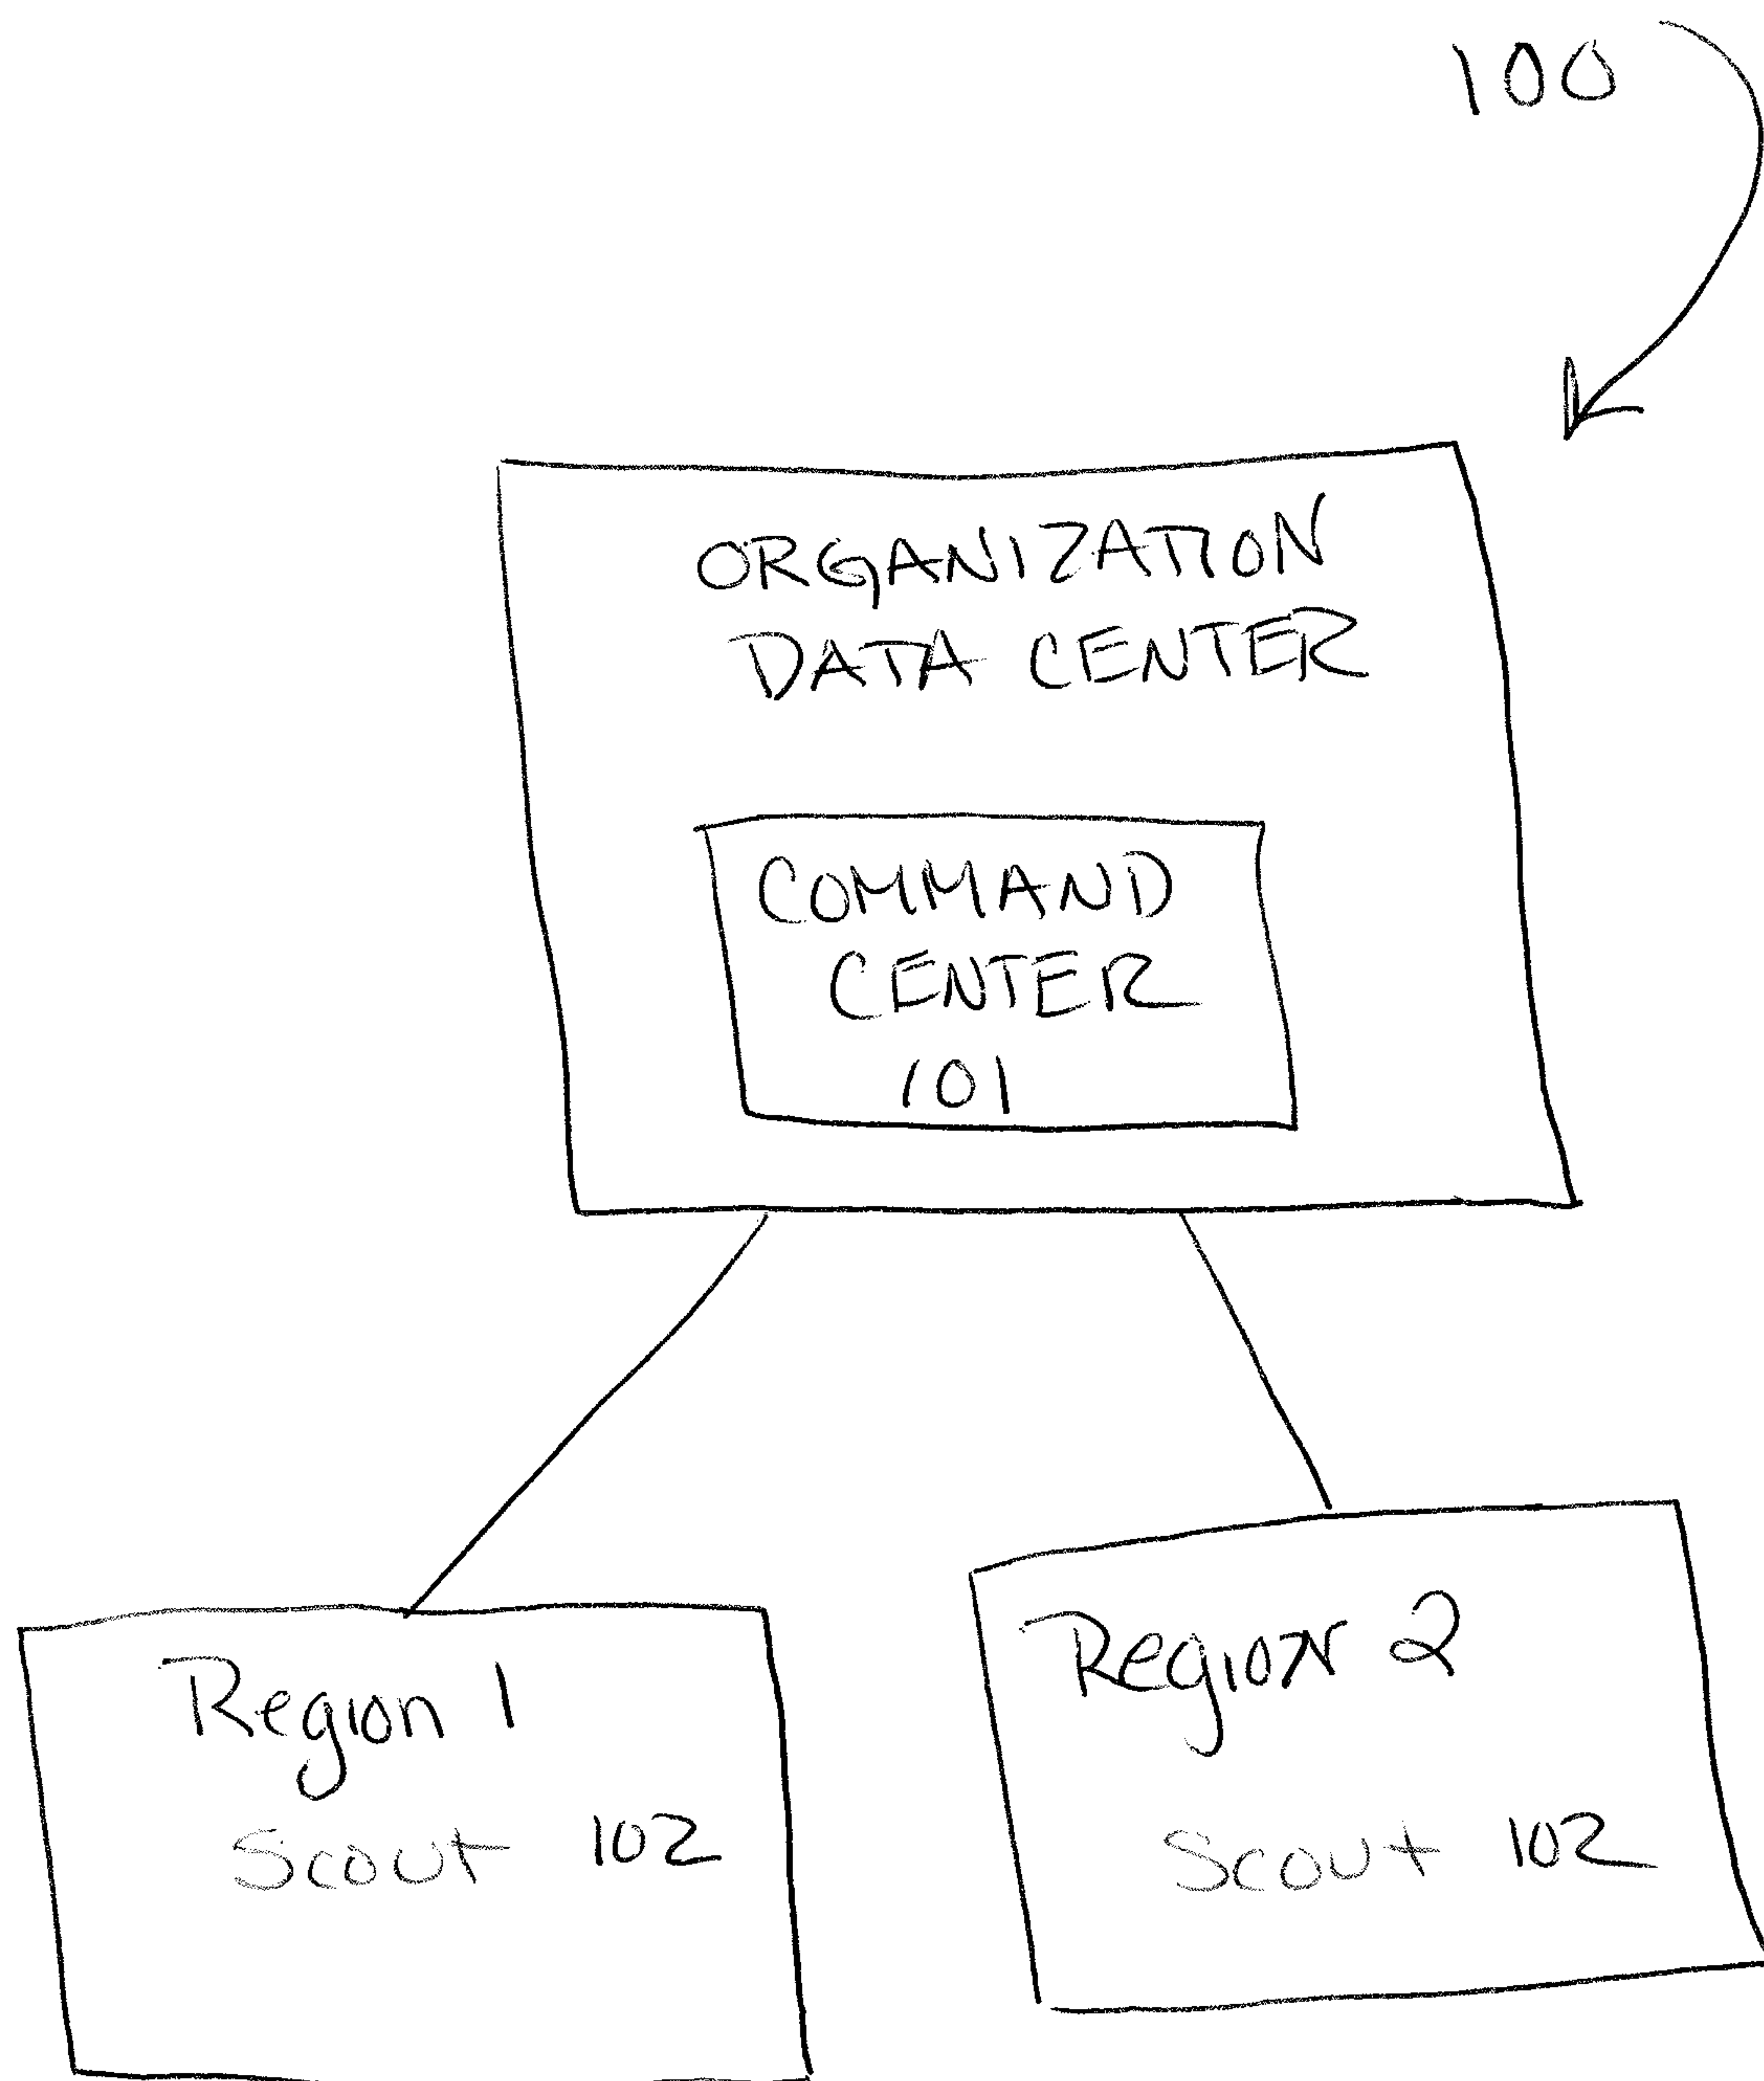 100
ORGANIZATION
DATA CENTER
COMMAND
CENTER
101
Region 1
Scout 102
Region 2
Scout 102